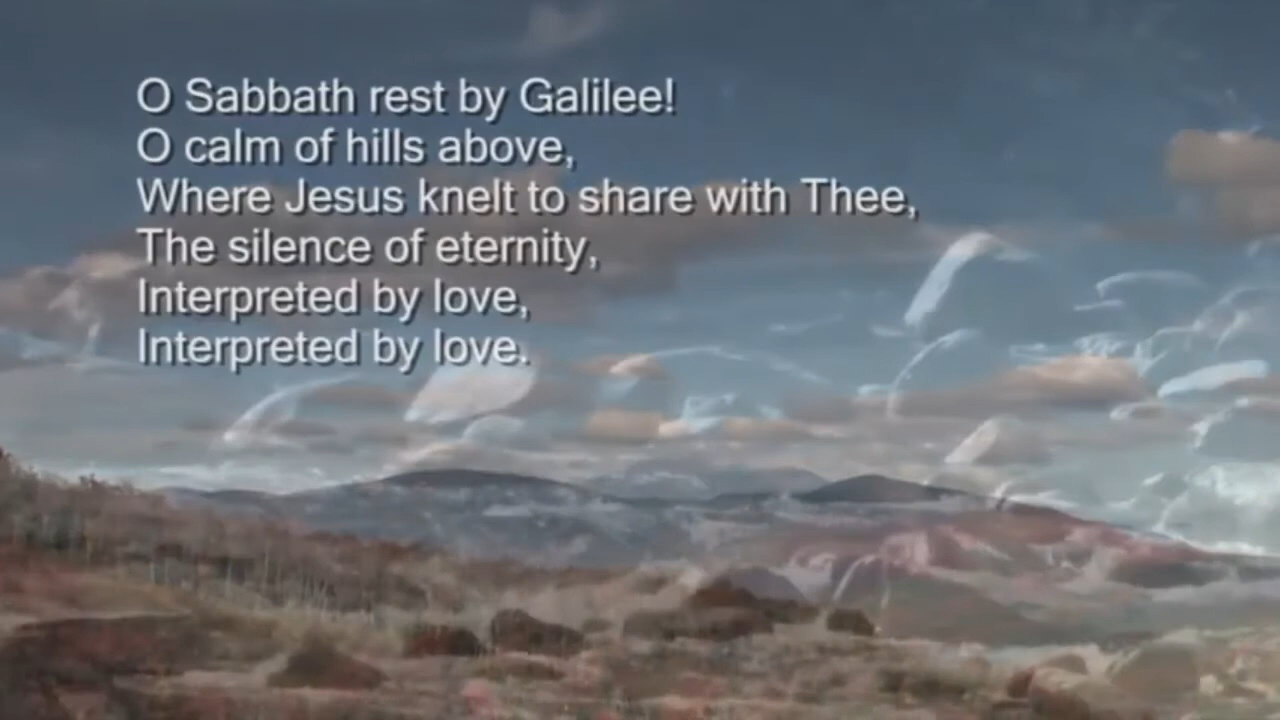 O Sabbath rest by Galilee!
O calm of hills above,
Where Jesus knelt to share with Thee,
The silence of eternity,
Interpreted by love,
Interpreted by love.